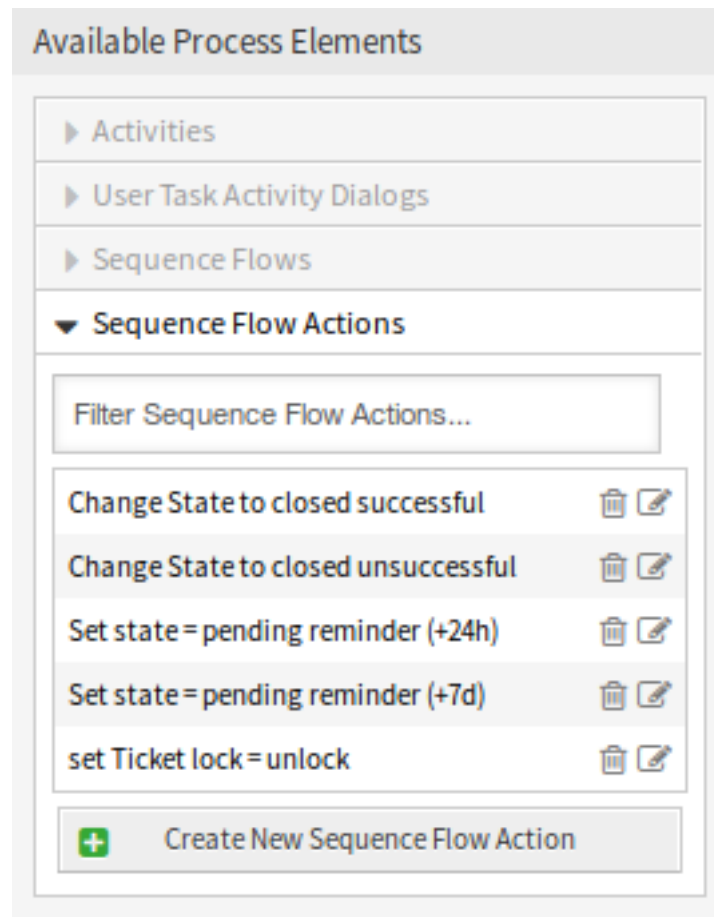 Available Process Elements
Activities
User Task Activity Dialogs
Sequence Flows
Sequence Flow Actions
Filter Sequence Flow Actions...
Change State to closed successful
Change State to closed unsuccessful
Set state = pending reminder (+24h)
Set state = pending reminder (+7d)
set Ticket lock = unlock
Create New Sequence Flow Action